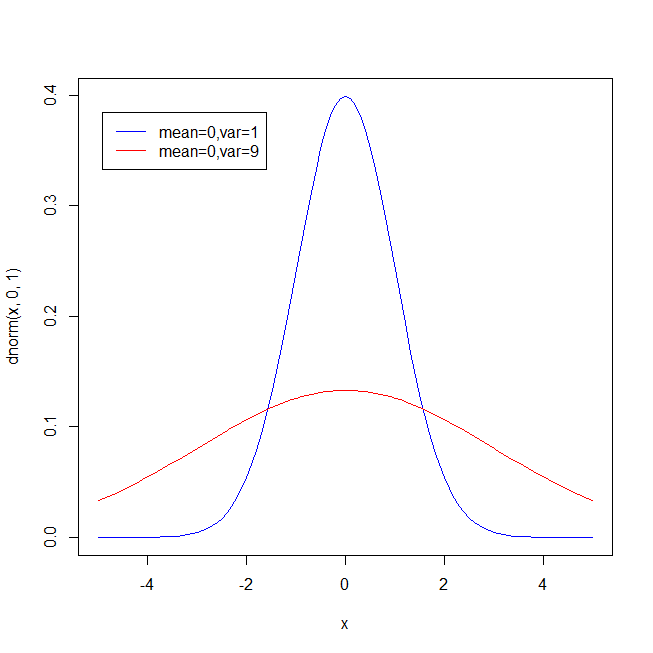 mean=0,var=1
mean=0,var=9
dnorm(x, 0, 1)
0.4
0.3
0.2
0.1
0.0
-4 -2 0 2 4
x